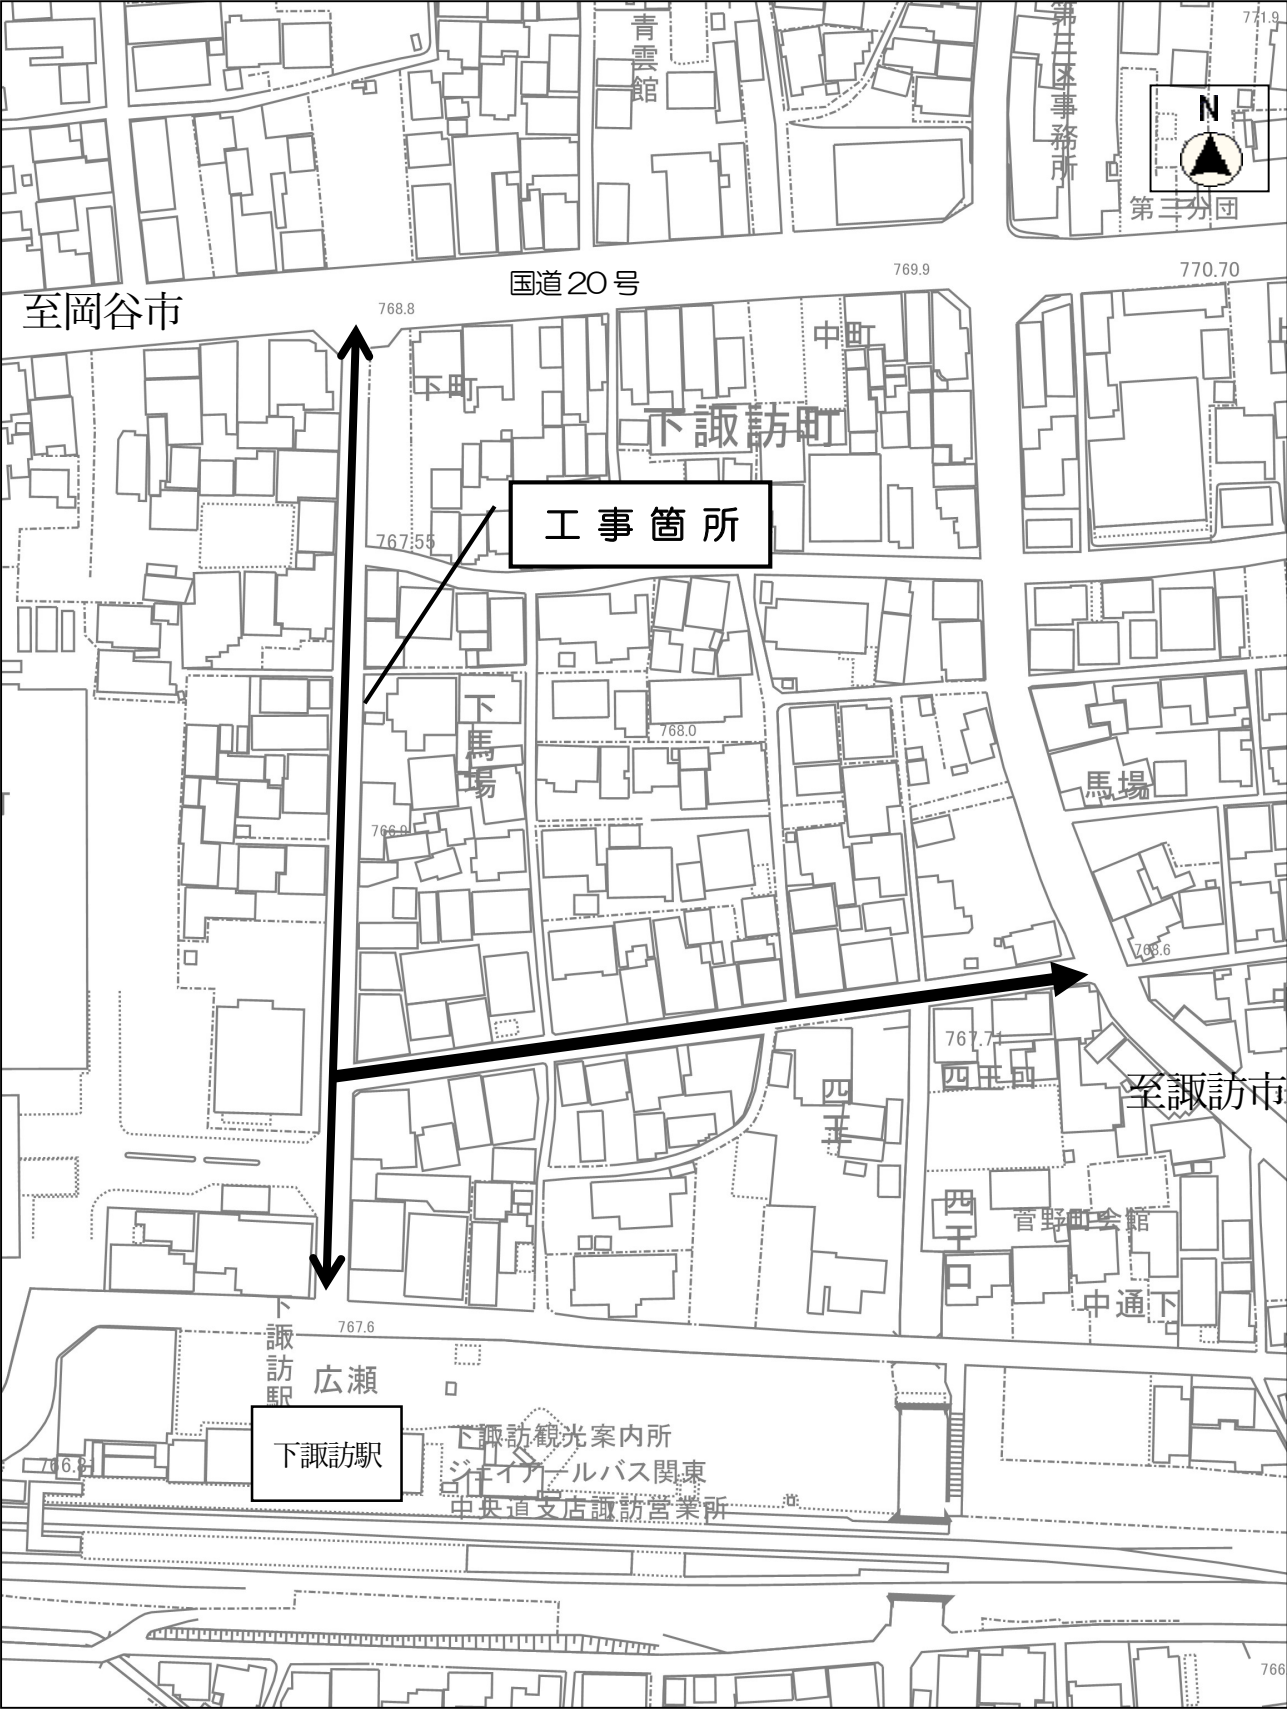 青雲館
第三区事務所
771.9
N
第三分団
国道20号
769.9
770.70
至岡谷市
768.8
中町
下町
下諏訪町
工事箇所
767.55
下馬場
768.0
馬場
766.9
768.6
767.71
四王
至諏訪市
四王
菅野町会館
中通下
767.6
下諏訪駅
広瀬
下諏訪駅
下諏訪観光案内所
766.81
ジェイアールバス関東
中央道支店諏訪営業所
766